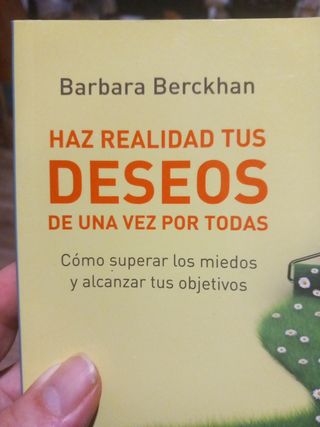 Barbara Berckhan
HAZ REALIDAD TUS
DESEOS
DE UNA VEZ POR TODAS
Cómo superar los miedos
y alcanzar tus objetivos